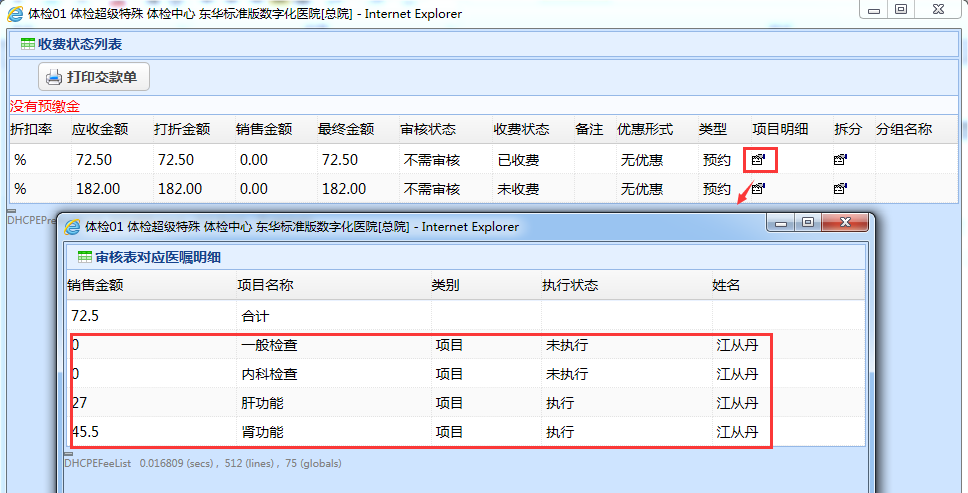 体检01 体检超级特殊 体检中心 东华标准版数字化医院[总院] - Internet Explorer
收费状态列表
打印交款单
没有预缴金
折扣率 应收金额 打折金额 销售金额 最终金额 审核状态 收费状态 备注 优惠形式 类型 项目明细 拆分 分组名称
% 72.50 72.50 0.00 72.50 不需审核 已收费 无优惠 预约
% 182.00 182.00 0.00 182.00 不需审核 未收费 无优惠 预约
DHCPEPre
体检01 体检超级特殊 体检中心 东华标准版数字化医院[总院] - Internet Explorer
审核表对应医嘱明细
销售金额 项目名称 类别 执行状态 姓名
72.5 合计
0 一般检查 项目 未执行 江从丹
0 内科检查 项目 未执行 江从丹
27 肝功能 项目 执行 江从丹
45.5 肾功能 项目 执行 江从丹
DHCPEFeeList 0.016809 (secs) , 512 (lines) , 75 (globals)